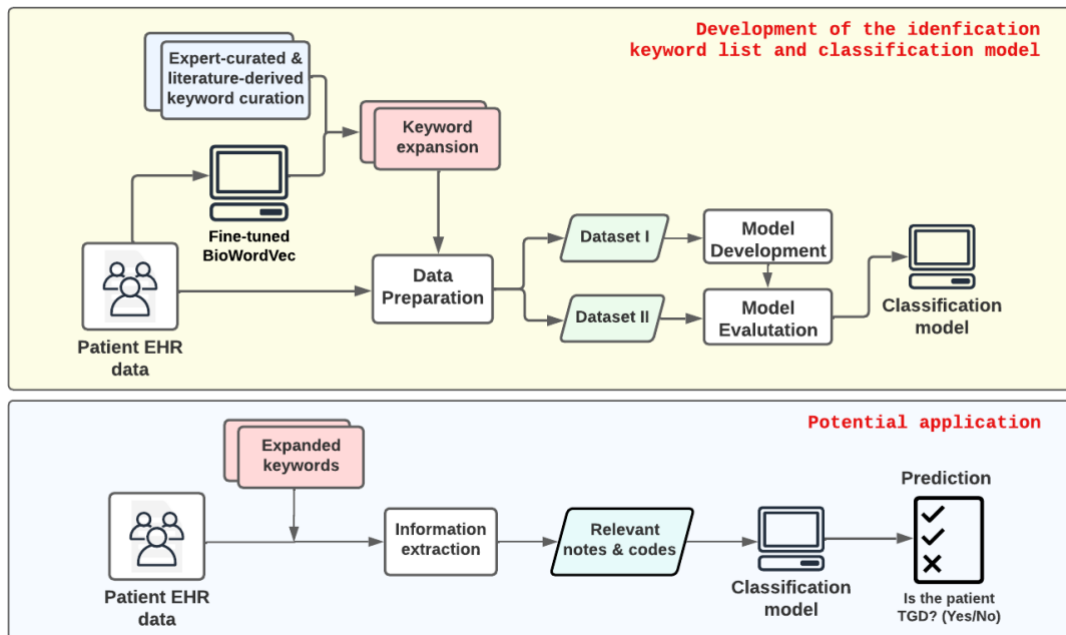 Development of the idenfication
keyword list and classification model
Expert-curated &
literature-derived
keyword curation
Keyword
expansion
Fine-tuned
BioWordVec
Patient EHR
data
Data
Preparation
Dataset I
Dataset II
Model
Development
Model
Evalutation
Classification
model
Potential application
Expanded
keywords
Patient EHR
data
Information
extraction
Relevant
notes & codes
Classification
model
Prediction
Is the patient
TGD? (Yes/No)